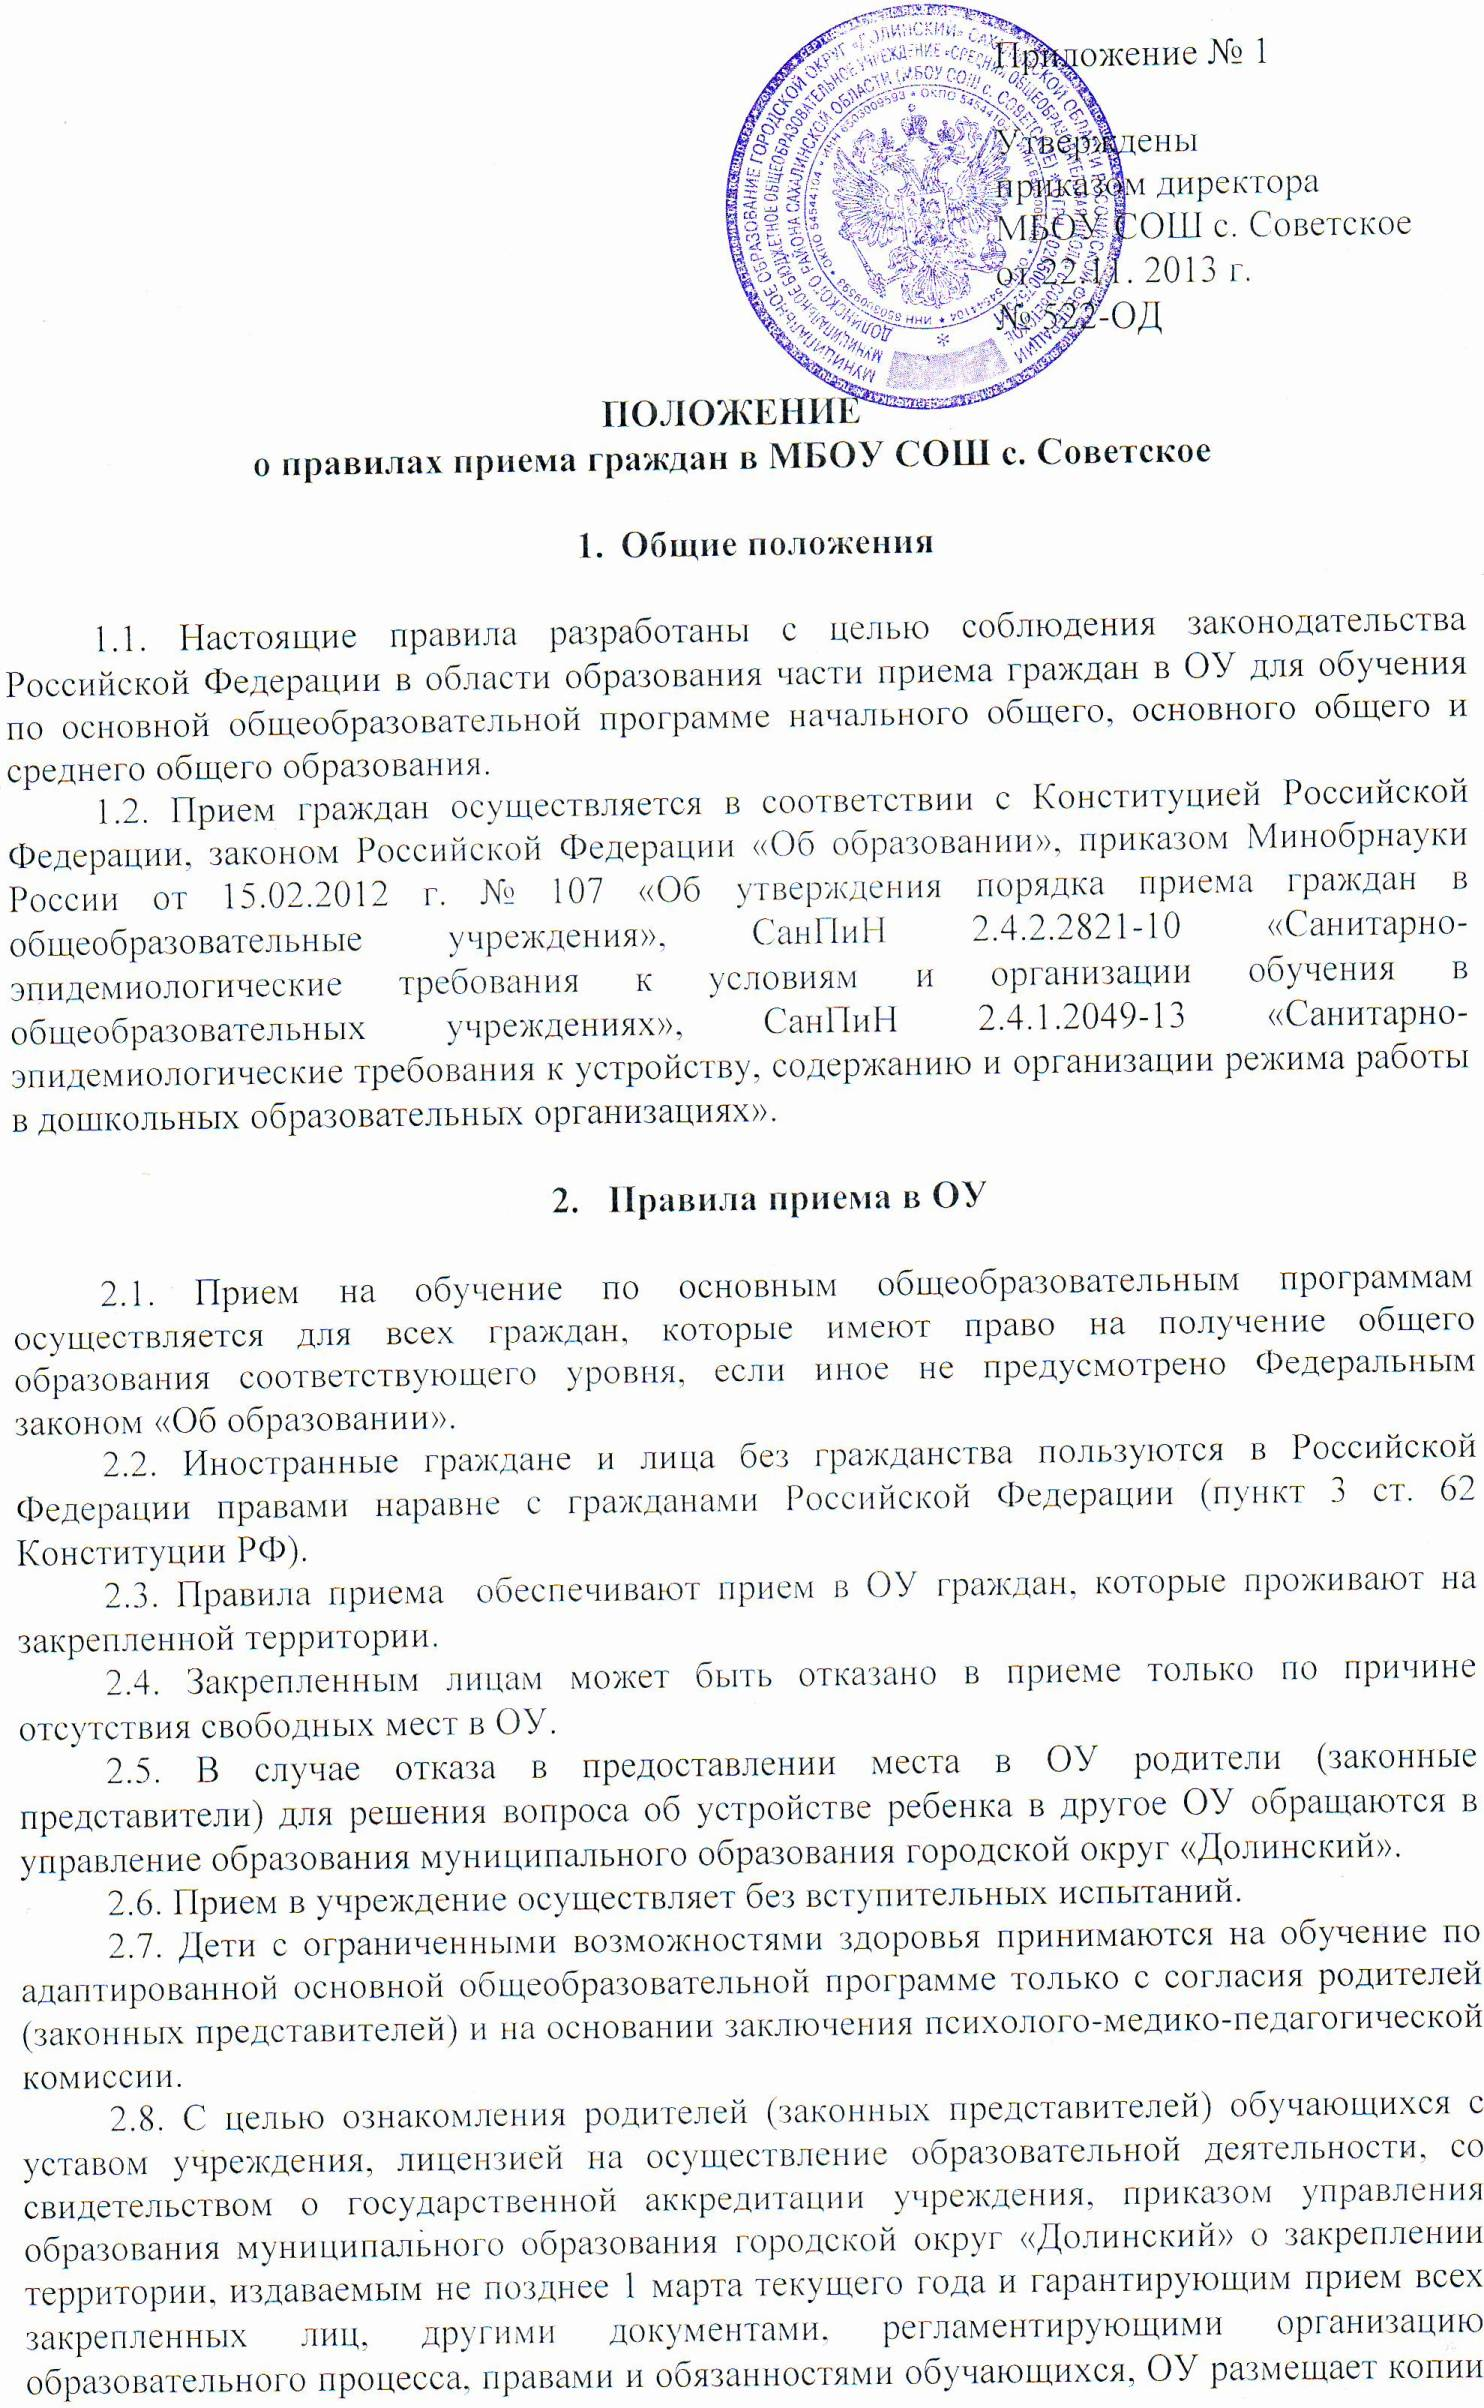 Приложение № 1
Утверждены
приказом директора
МБОУ СОШ с. Советское
от 22.11. 2013 г.
№ 522-ОД
ПОЛОЖЕНИЕ
о правилах приема граждан в МБОУ СОШ с. Советское
1. Общие положения
1.1. Настоящие правила разработаны с целью соблюдения законодательства
Российской Федерации в области образования части приема граждан в ОУ для обучения
по основной общеобразовательной программе начального общего, основного общего и
среднего общего образования.
1.2. Прием граждан осуществляется в соответствии с Конституцией Российской
Федерации, законом Российской Федерации «Об образовании», приказом Минобрнауки
России от 15.02.2012 г. № 107 «Об утверждения порядка приема граждан в
общеобразовательные учреждения», СанПиН 2.4.2.2821-10 «Санитарно-
эпидемиологические требования к условиям и организации обучения в
общеобразовательных учреждениях», СанПиН 2.4.1.2049-13 «Санитарно-
эпидемиологические требования к устройству, содержанию и организации режима работы
в дошкольных образовательных организациях».
2. Правила приема в ОУ
2.1. Прием на обучение по основным общеобразовательным программам
осуществляется для всех граждан, которые имеют право на получение общего
образования соответствующего уровня, если иное не предусмотрено Федеральным
законом «Об образовании».
2.2. Иностранные граждане и лица без гражданства пользуются в Российской
Федерации правами наравне с гражданами Российской Федерации (пункт 3 ст. 62
Конституции РФ).
2.3. Правила приема обеспечивают прием в ОУ граждан, которые проживают на
закрепленной территории.
2.4. Закрепленным лицам может быть отказано в приеме только по причине
отсутствия свободных мест в ОУ.
2.5. В случае отказа в предоставлении места в ОУ родители (законные
представители) для решения вопроса об устройстве ребенка в другое ОУ обращаются в
управление образования муниципального образования городской округ «Долинский».
2.6. Прием в учреждение осуществляет без вступительных испытаний.
2.7. Дети с ограниченными возможностями здоровья принимаются на обучение по
адаптированной основной общеобразовательной программе только с согласия родителей
(законных представителей) и на основании заключения психолого-медико-педагогической
комиссии.
2.8. С целью ознакомления родителей (законных представителей) обучающихся с
уставом учреждения, лицензией на осуществление образовательной деятельности, со
свидетельством о государственной аккредитации учреждения, приказом управления
образования муниципального образования городской округ «Долинский» о закреплении
территории, издаваемым не позднее 1 марта текущего года и гарантирующим прием всех
закрепленных лиц, другими документами, регламентирующими организацию
образовательного процесса, правами и обязанностями обучающихся, ОУ размещает копии